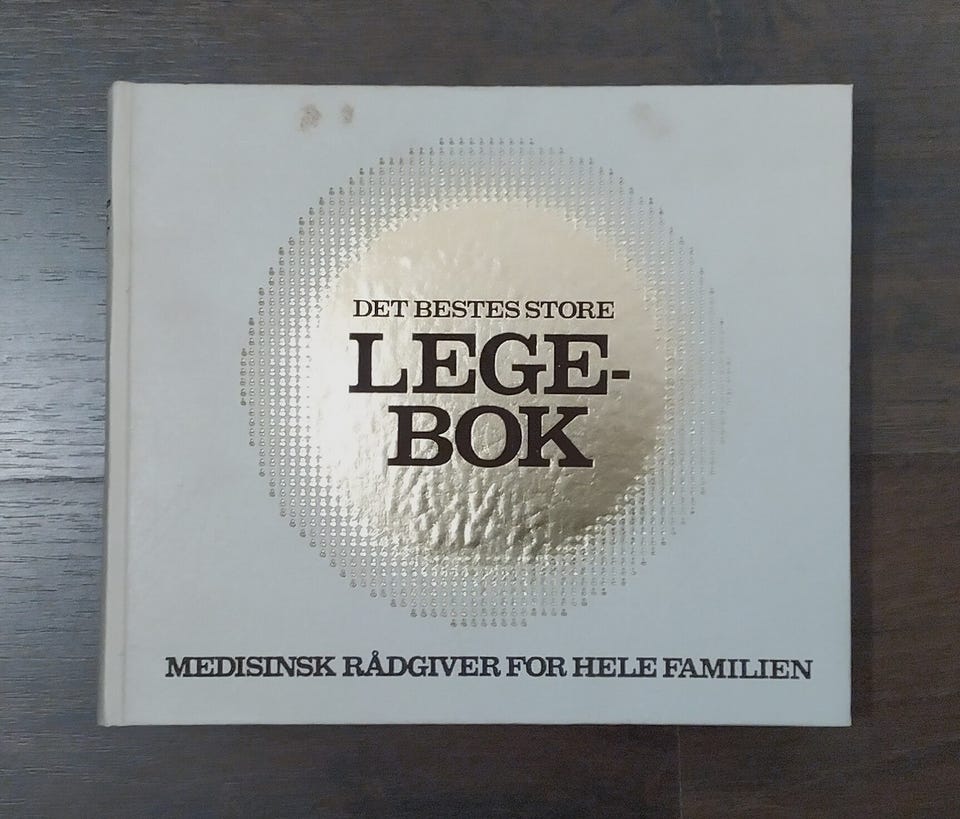 DET BESTES STORE
LEGE-
BOK
MEDISINSK RÅDGIVER FOR HELE FAMILIEN